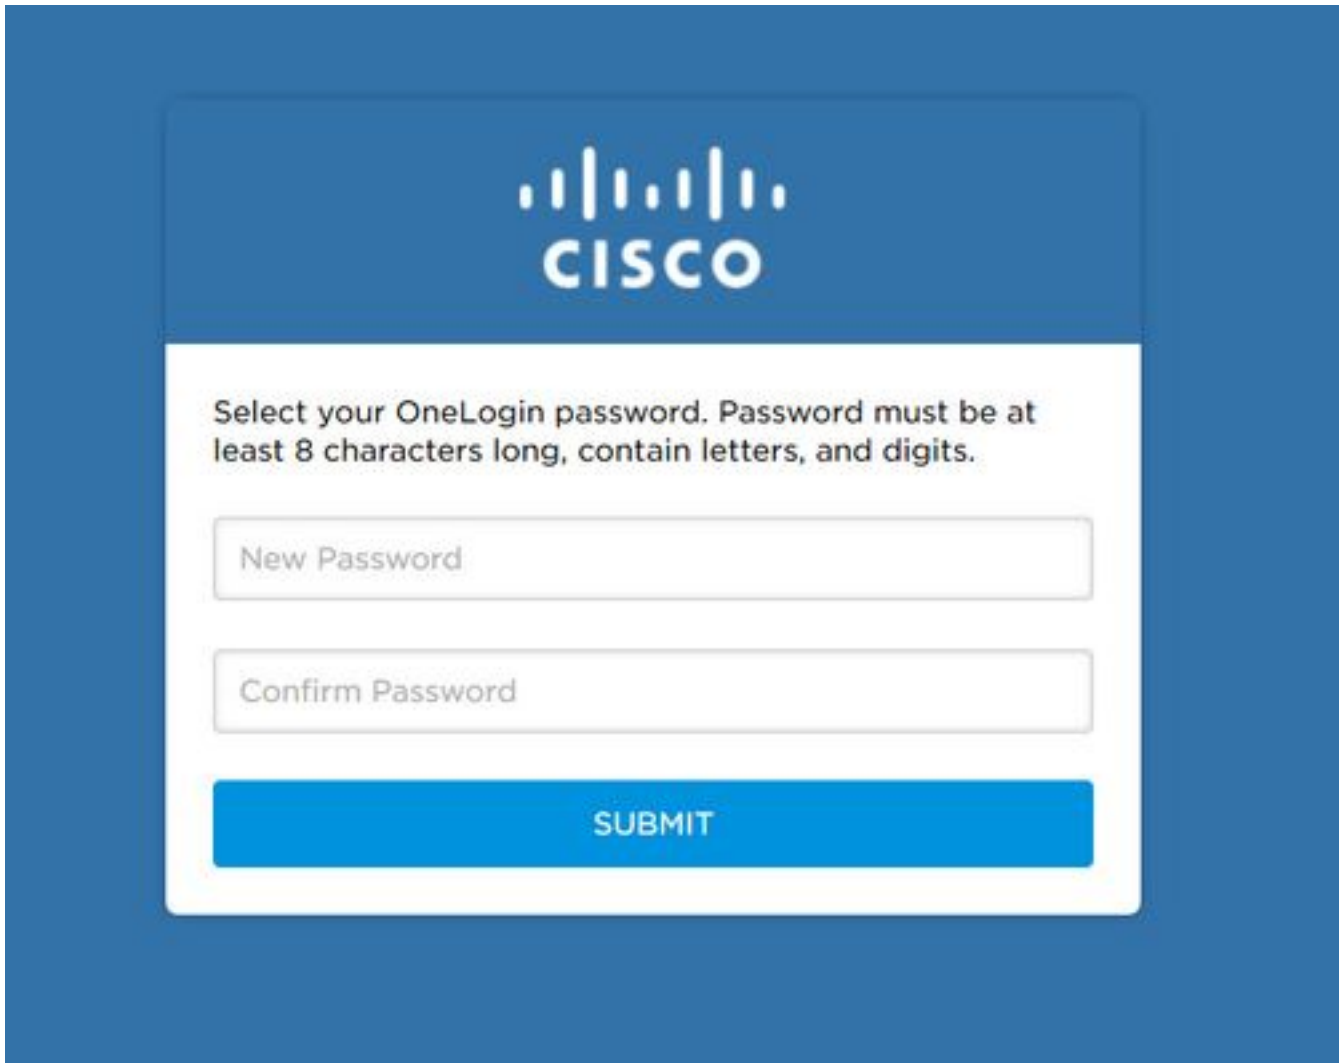 CISCO
Select your OneLogin password. Password must be at
least 8 characters long, contain letters, and digits.
New Password
Confirm Password
SUBMIT